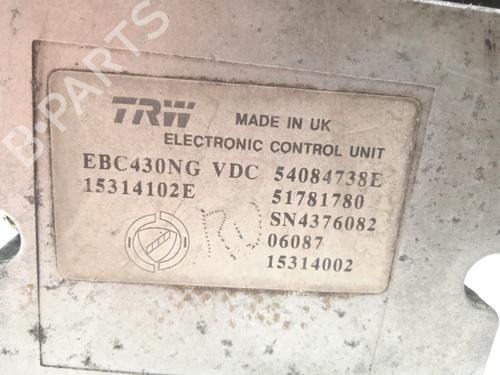 TRW
MADE IN UK
ELECTRONIC CONTROL UNIT
EBC430NG VDC 54084738E
15314102E 51781780
SN4376082
06087
15314002
B-PARTS